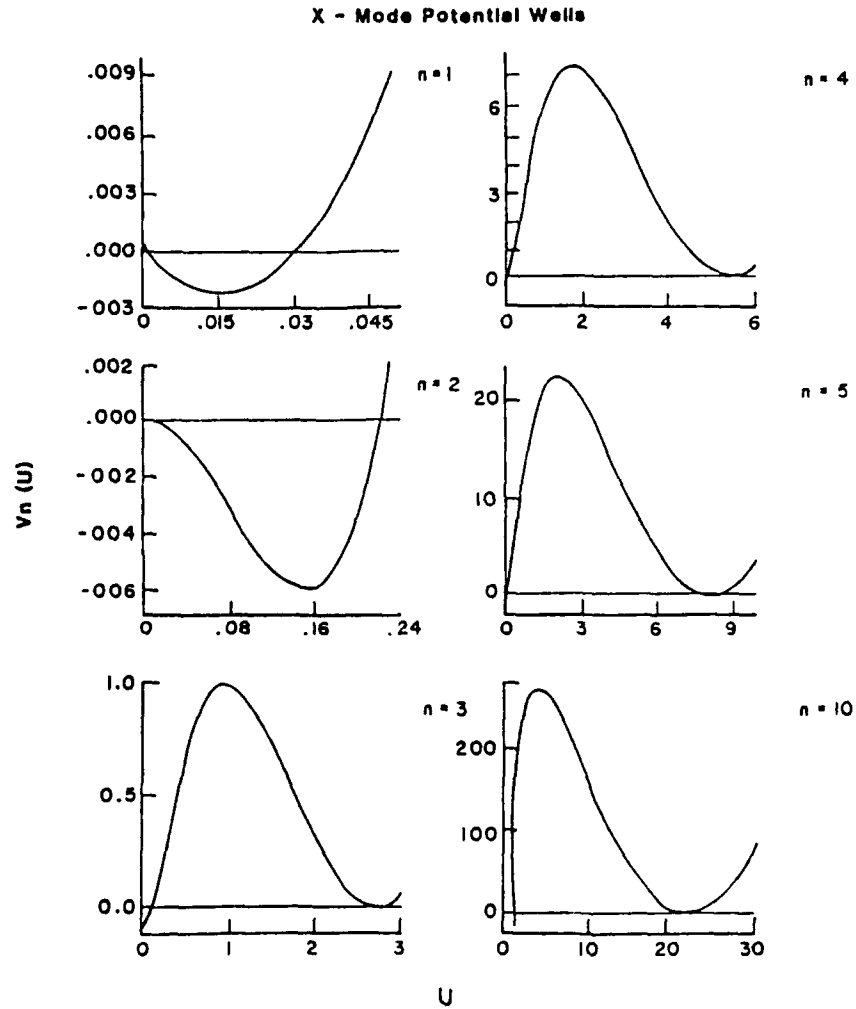 X - Mode Potential Wells
n = 1
.009
.006
.003
.000
-003
0 .015 .03 .045
n = 4
6
3
0
0 2 4 6
n = 2
.002
.000
-002
-004
-006
0 .08 .16 .24
n = 5
20
10
0
0 3 6 9
n = 3
1.0
0.5
0.0
0 1 2 3
n = 10
200
100
0
0 10 20 30
Vn (U)
U